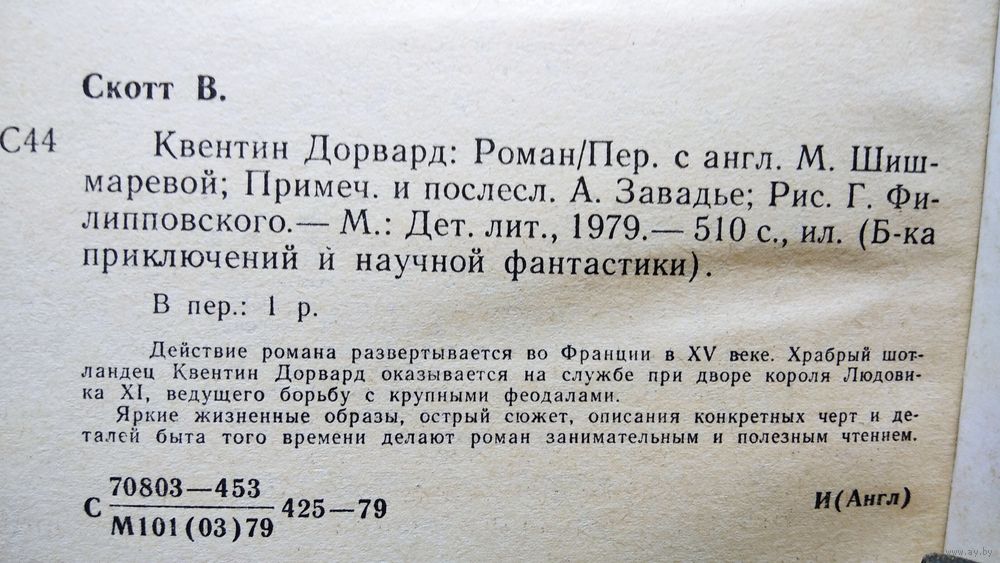 Скотт В.
С44
Квентин Дорвард: Роман/Пер. с англ. М. Шиш-
маревой; Примеч. и послесл. А. Завадье; Рис. Г. Фи-
липповского.— М.: Дет. лит., 1979.— 510 с., ил. (Б-ка
приключений и научной фантастики).
В пер.: 1 р.
Действие романа развертывается во Франции в XV веке. Храбрый шот-
ландец Квентин Дорвард оказывается на службе при дворе короля Людови-
ка XI, ведущего борьбу с крупными феодалами.
Яркие жизненные образы, острый сюжет, описания конкретных черт и де-
талей быта того времени делают роман занимательным и полезным чтением.
70803—453
С 425—79
М101(03)79
И(Англ)
www.ay.by